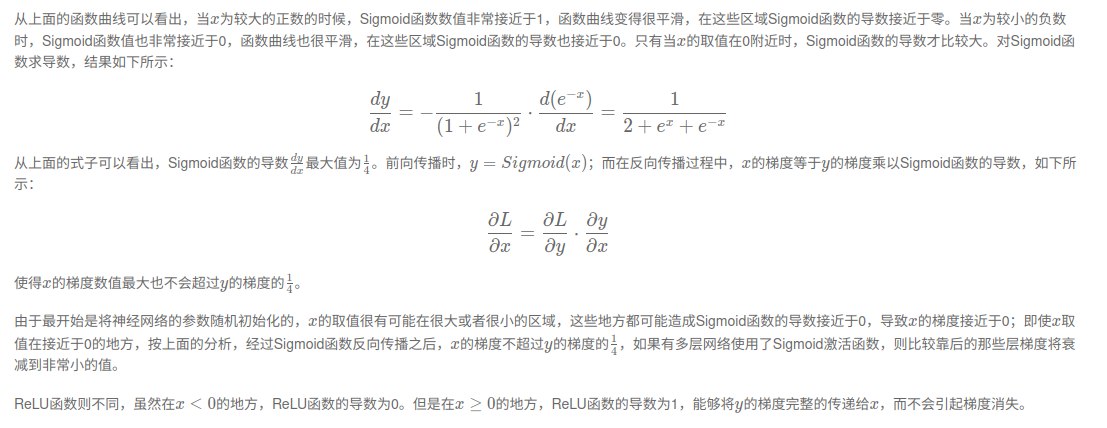 从上面的函数曲线可以看出，当x为较大的正数的时候，Sigmoid函数数值非常接近于1，函数曲线变得很平滑，在这些区域Sigmoid函数的导数接近于零。当x为较小的负数
时，Sigmoid函数值也非常接近于0，函数曲线也很平滑，在这些区域Sigmoid函数的导数也接近于0。只有当x的取值在0附近时，Sigmoid函数的导数才比较大。对Sigmoid函
数求导数，结果如下所示：
\frac{dy}{dx} = -\frac{1}{(1+e^{-x})^2} \cdot \frac{d(e^{-x})}{dx} = \frac{1}{2+e^x+e^{-x}}
从上面的式子可以看出，Sigmoid函数的导数\frac{dy}{dx}最大值为\frac{1}{4}。前向传播时，y = Sigmoid(x)；而在反向传播过程中，x的梯度等于y的梯度乘以Sigmoid函数的导数，如下所
示：
\frac{\partial L}{\partial x} = \frac{\partial L}{\partial y} \cdot \frac{\partial y}{\partial x}
使得x的梯度数值最大也不会超过y的梯度的\frac{1}{4}。
由于最开始是将神经网络的参数随机初始化的，x的取值很有可能在很大或者很小的区域，这些地方都可能造成Sigmoid函数的导数接近于0，导致x的梯度接近于0；即使x取
值在接近于0的地方，按上面的分析，经过Sigmoid函数反向传播之后，x的梯度不超过y的梯度的\frac{1}{4}，如果有多层网络使用了Sigmoid激活函数，则比较靠后的那些层梯度将衰
减到非常小的值。
ReLU函数则不同，虽然在x < 0的地方，ReLU函数的导数为0。但是在x ≥ 0的地方，ReLU函数的导数为1，能够将y的梯度完整的传递给x，而不会引起梯度消失。